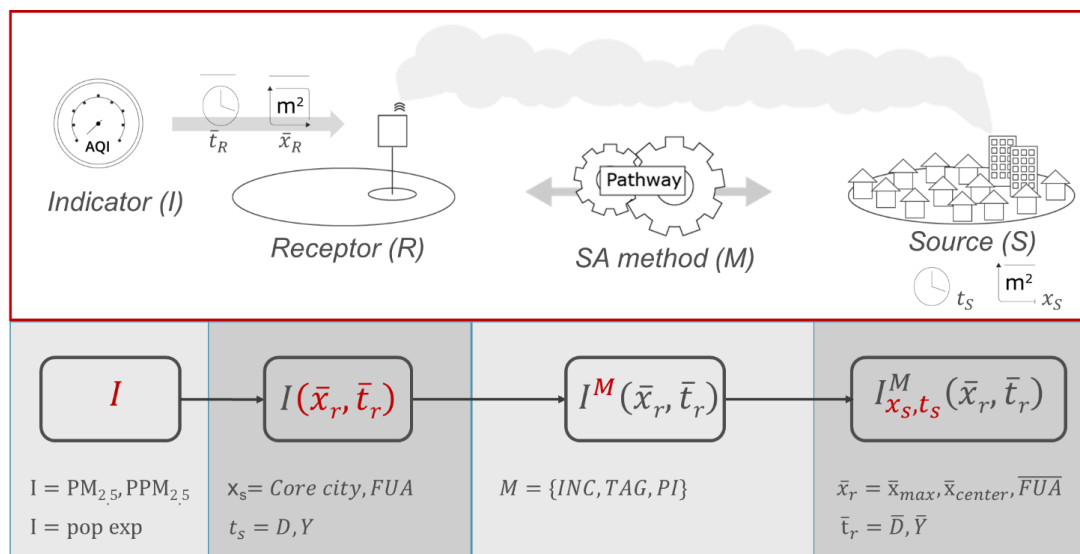 AQI
m²
t̄_R
x̄_R
Indicator (I)
Receptor (R)
Pathway
SA method (M)
Source (S)
t_S
m²
x_S
I
I(x̄_r, t̄_r)
I^M(x̄_r, t̄_r)
I^M_{x_S,t_S}(x̄_r, t̄_r)
I = PM₂.₅, PPM₂.₅
I = pop exp
x_s = Core city, FUA
t_s = D, Y
M = {INC, TAG, PI}
x̄_r = x̄_max, x̄_center, \overline{FUA}
t̄_r = D̄, Ȳ